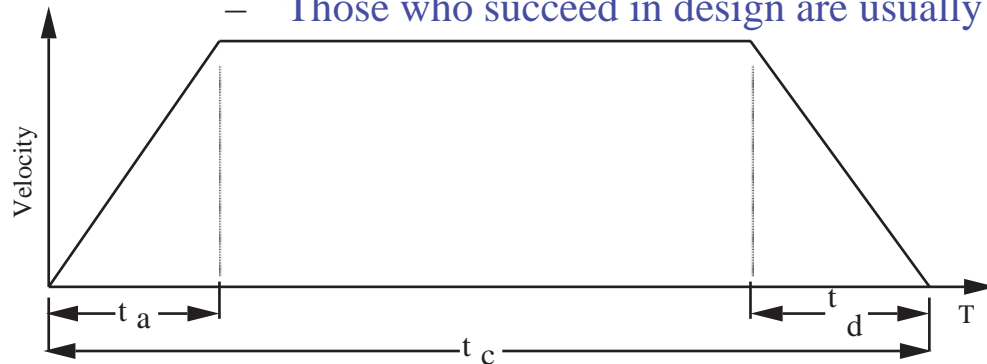 – Those who succeed in design are usually
Velocity
t a
t d
T
t c